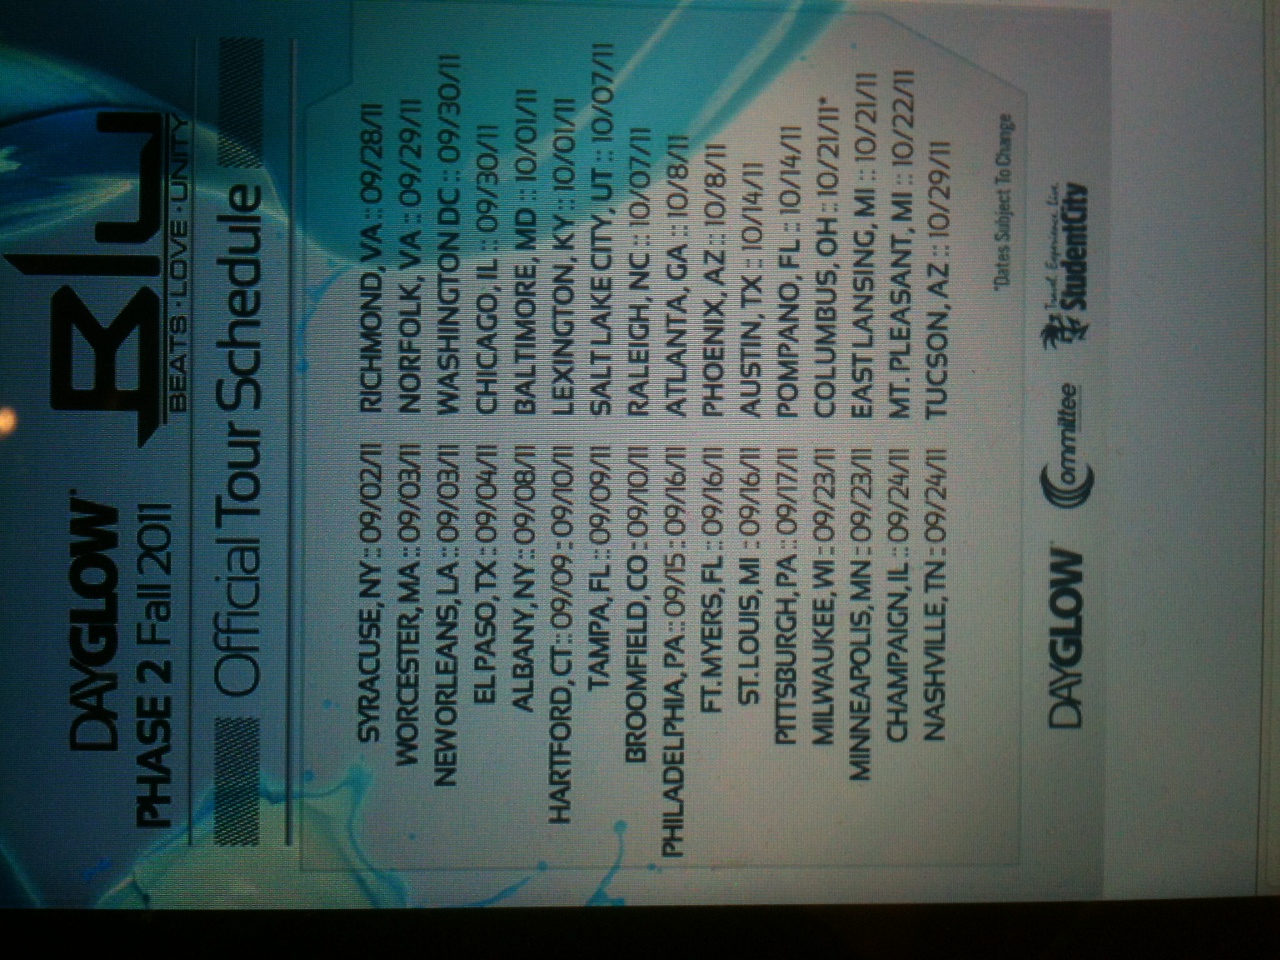 DAYGLOW
PHASE 2 Fall 2011
Blu
BEATS · LOVE · UNITY
Official Tour Schedule
SYRACUSE, NY :: 09/02/11
WORCESTER, MA :: 09/03/11
NEW ORLEANS, LA :: 09/03/11
EL PASO, TX :: 09/04/11
ALBANY, NY :: 09/08/11
HARTFORD, CT :: 09/09 :: 09/10/11
TAMPA, FL :: 09/09/11
BROOMFIELD, CO :: 09/10/11
PHILADELPHIA, PA :: 09/15 :: 09/16/11
FT. MYERS, FL :: 09/16/11
ST. LOUIS, MI :: 09/16/11
PITTSBURGH, PA :: 09/17/11
MILWAUKEE, WI :: 09/23/11
MINNEAPOLIS, MN :: 09/23/11
CHAMPAIGN, IL :: 09/24/11
NASHVILLE, TN :: 09/24/11
RICHMOND, VA :: 09/28/11
NORFOLK, VA :: 09/29/11
WASHINGTON DC :: 09/30/11
CHICAGO, IL :: 09/30/11
BALTIMORE, MD :: 10/01/11
LEXINGTON, KY :: 10/01/11
SALT LAKE CITY, UT :: 10/07/11
RALEIGH, NC :: 10/07/11
ATLANTA, GA :: 10/8/11
PHOENIX, AZ :: 10/8/11
AUSTIN, TX :: 10/14/11
POMPANO, FL :: 10/14/11
COLUMBUS, OH :: 10/21/11*
EAST LANSING, MI :: 10/21/11
MT. PLEASANT, MI :: 10/22/11
TUCSON, AZ :: 10/29/11
*Dates Subject To Change
DAYGLOW
Committee
Travel. Experience. Live.
StudentCity